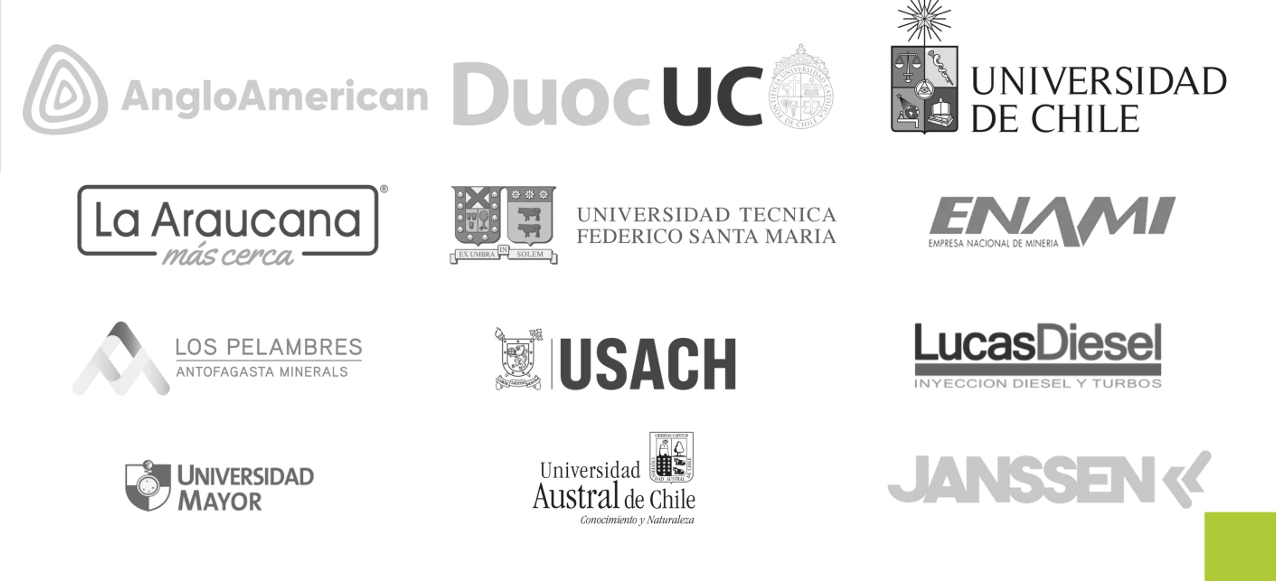 AngloAmerican
Duoc UC
UNIVERSIDAD
DE CHILE
La Araucana®
más cerca
EX UMBRA IN SOLEM
UNIVERSIDAD TECNICA
FEDERICO SANTA MARIA
ENAMI
EMPRESA NACIONAL DE MINERIA
LOS PELAMBRES
ANTOFAGASTA MINERALS
USACH
LucasDiesel
INYECCION DIESEL Y TURBOS
UNIVERSIDAD
MAYOR
Universidad
Austral de Chile
Conocimiento y Naturaleza
JANSSEN